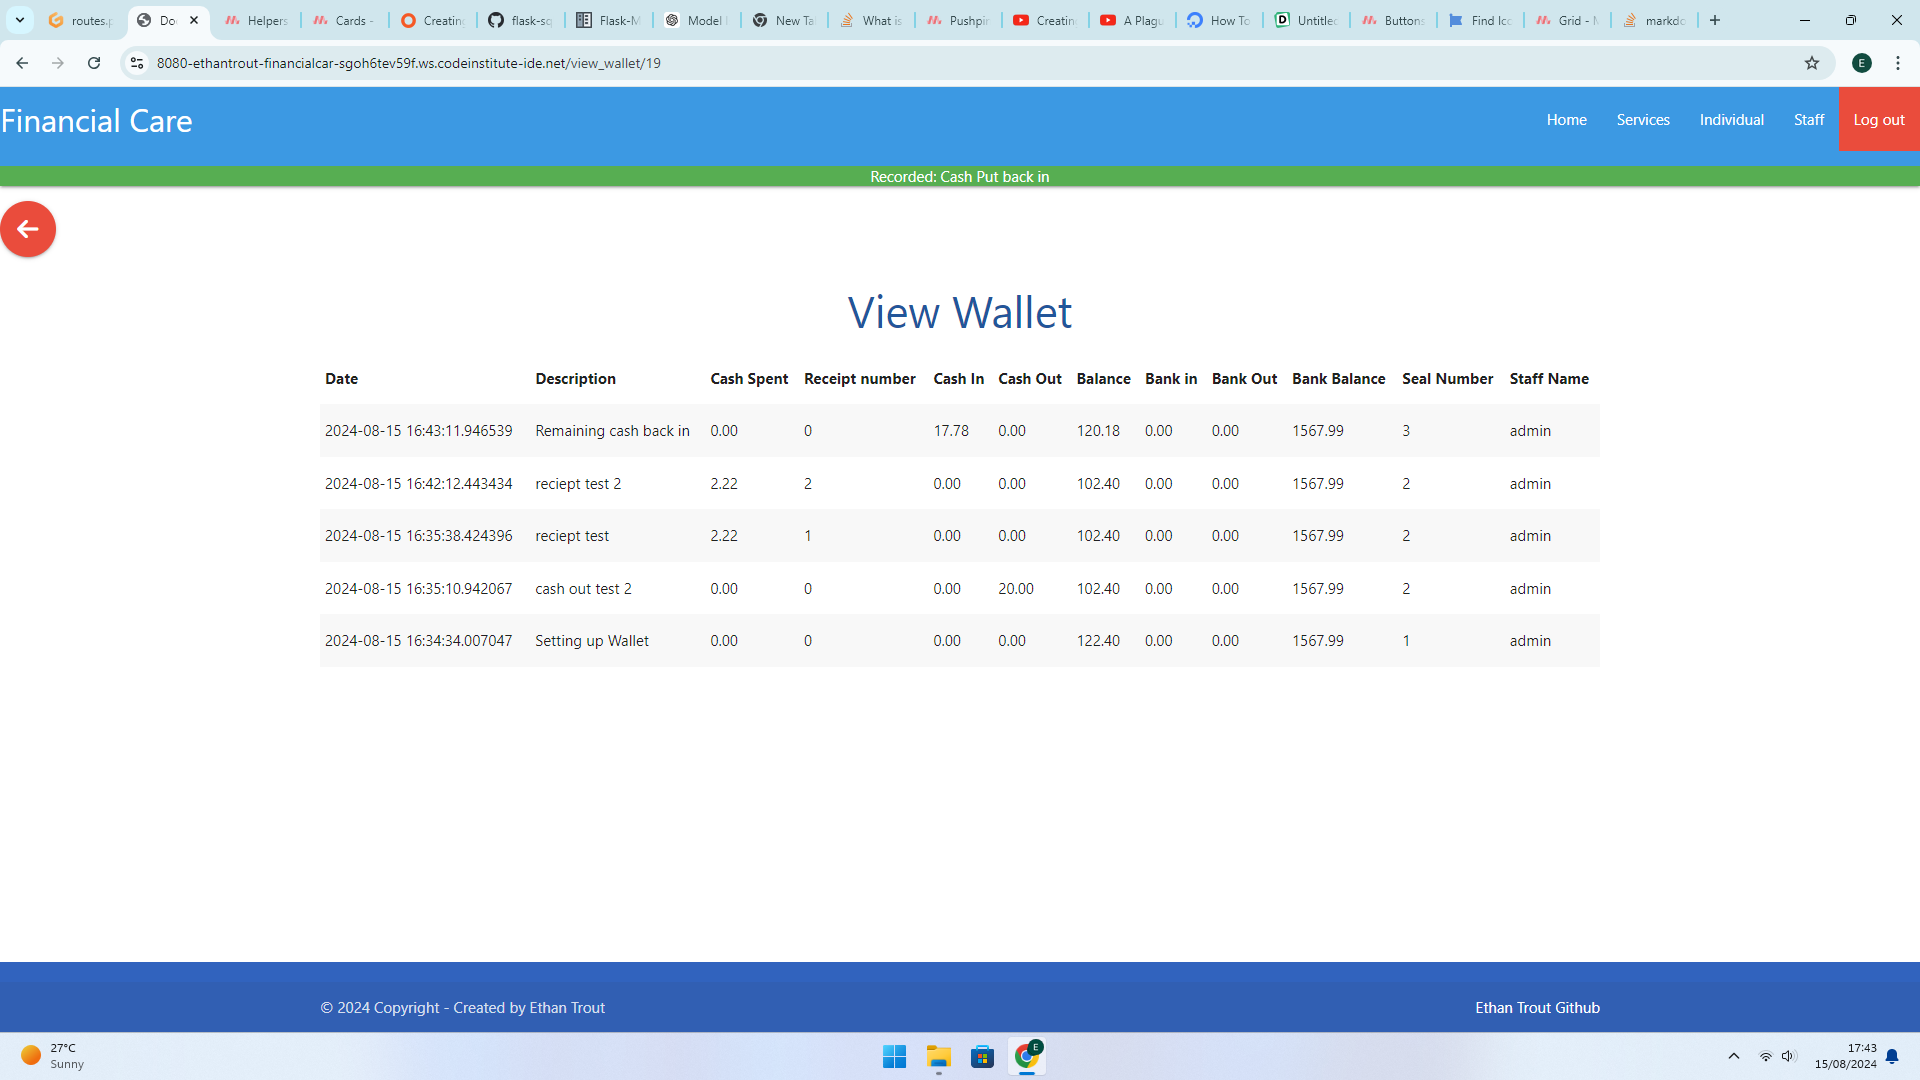 routes.p
Do
Helpers
Cards -
Creating
flask-sq
Flask-M
Model
New Ta
What is
Pushpi
Creatin
A Plagu
How To
Untitled
Buttons
Find Ico
Grid - M
markdo
8080-ethantrout-financialcar-sgoh6tev59f.ws.codeinstitute-ide.net/view_wallet/19
E
Financial Care
Home Services Individual Staff Log out
Recorded: Cash Put back in
View Wallet
Date Description Cash Spent Receipt number Cash In Cash Out Balance Bank in Bank Out Bank Balance Seal Number Staff Name
2024-08-15 16:43:11.946539 Remaining cash back in 0.00 0 17.78 0.00 120.18 0.00 0.00 1567.99 3 admin
2024-08-15 16:42:12.443434 reciept test 2 2.22 2 0.00 0.00 102.40 0.00 0.00 1567.99 2 admin
2024-08-15 16:35:38.424396 reciept test 2.22 1 0.00 0.00 102.40 0.00 0.00 1567.99 2 admin
2024-08-15 16:35:10.942067 cash out test 2 0.00 0 0.00 20.00 102.40 0.00 0.00 1567.99 2 admin
2024-08-15 16:34:34.007047 Setting up Wallet 0.00 0 0.00 0.00 122.40 0.00 0.00 1567.99 1 admin
© 2024 Copyright - Created by Ethan Trout
Ethan Trout Github
27°C
Sunny
E
17:43
15/08/2024